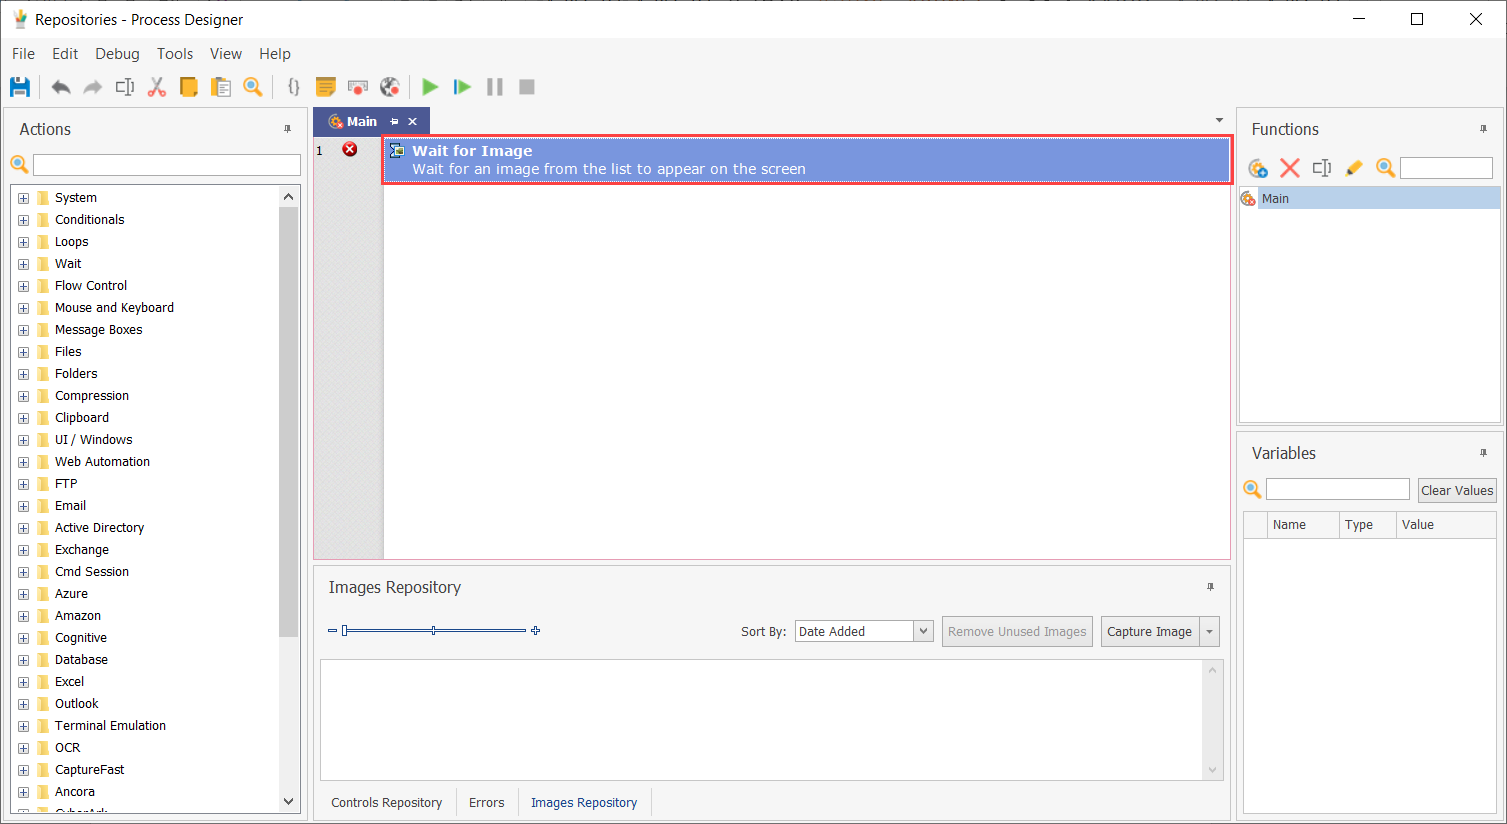 Repositories - Process Designer
File Edit Debug Tools View Help
Actions
System
Conditionals
Loops
Wait
Flow Control
Mouse and Keyboard
Message Boxes
Files
Folders
Compression
Clipboard
UI / Windows
Web Automation
FTP
Email
Active Directory
Exchange
Cmd Session
Azure
Amazon
Cognitive
Database
Excel
Outlook
Terminal Emulation
OCR
CaptureFast
Ancora
Main
1
Wait for Image
Wait for an image from the list to appear on the screen
Images Repository
Sort By: Date Added Remove Unused Images Capture Image
Controls Repository Errors Images Repository
Functions
Main
Variables
Clear Values
Name Type Value